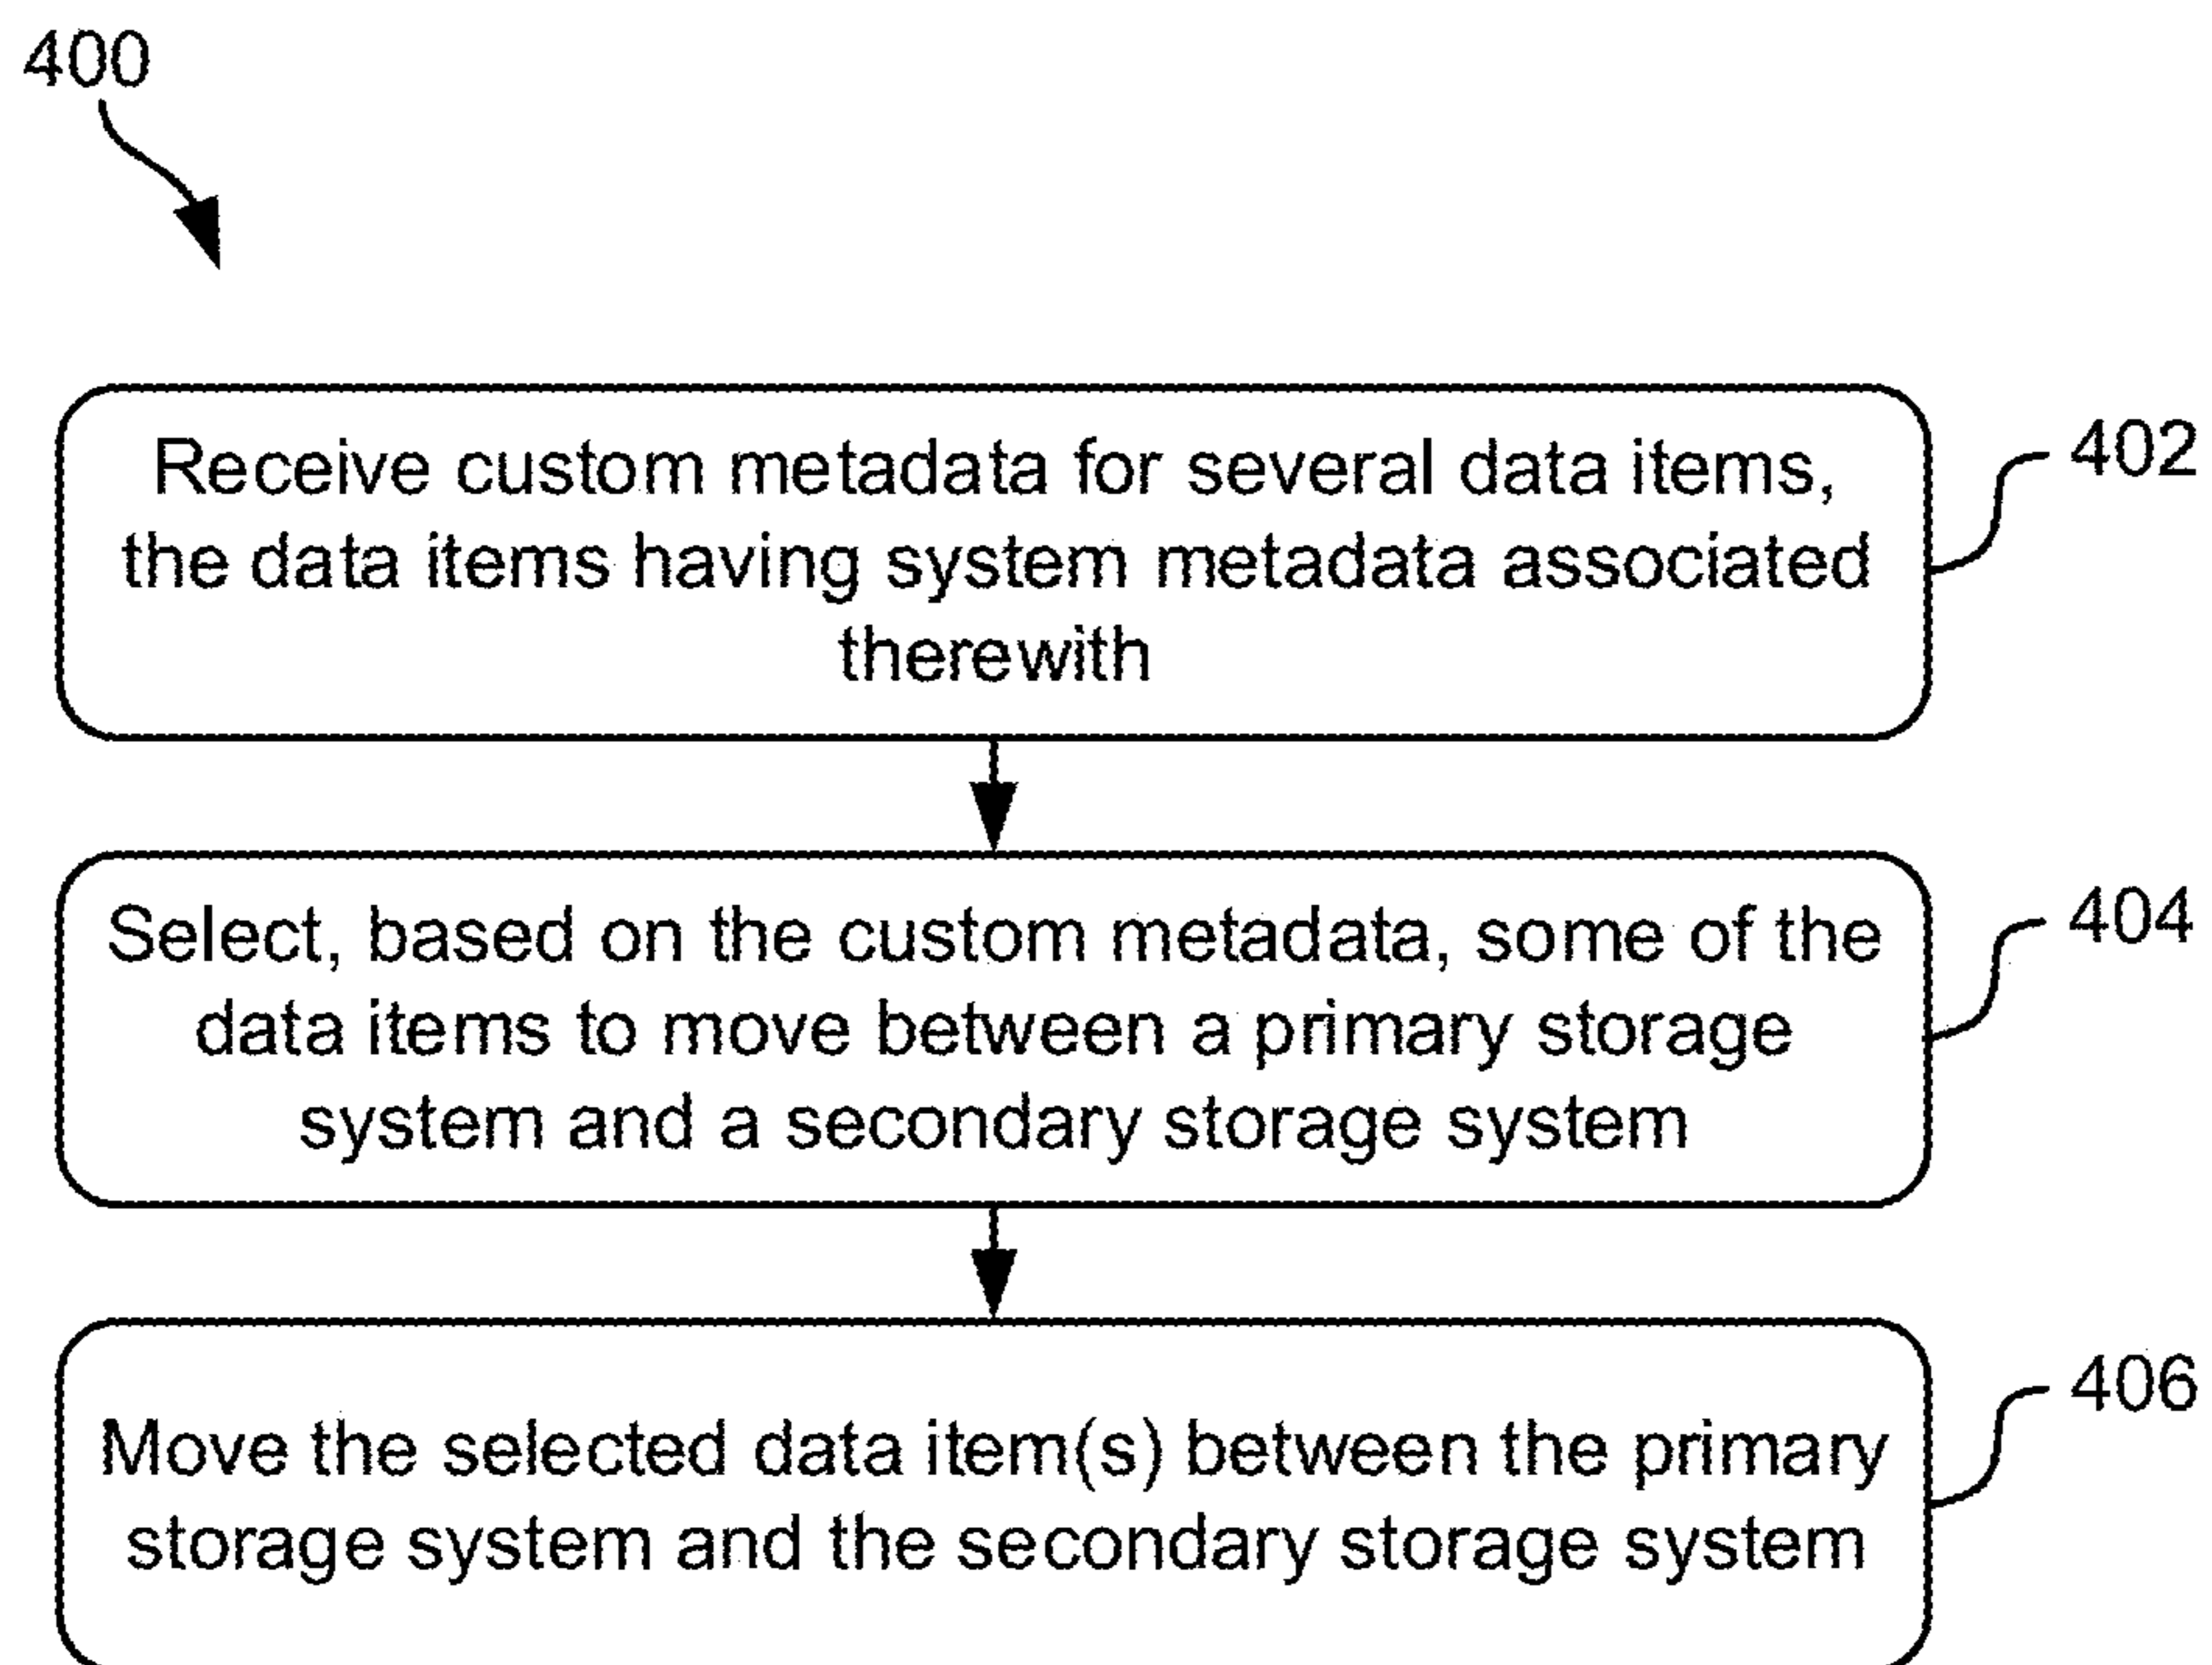 400
Receive custom metadata for several data items,
the data items having system metadata associated
therewith
402
Select, based on the custom metadata, some of the
data items to move between a primary storage
system and a secondary storage system
404
Move the selected data item(s) between the primary
storage system and the secondary storage system
406